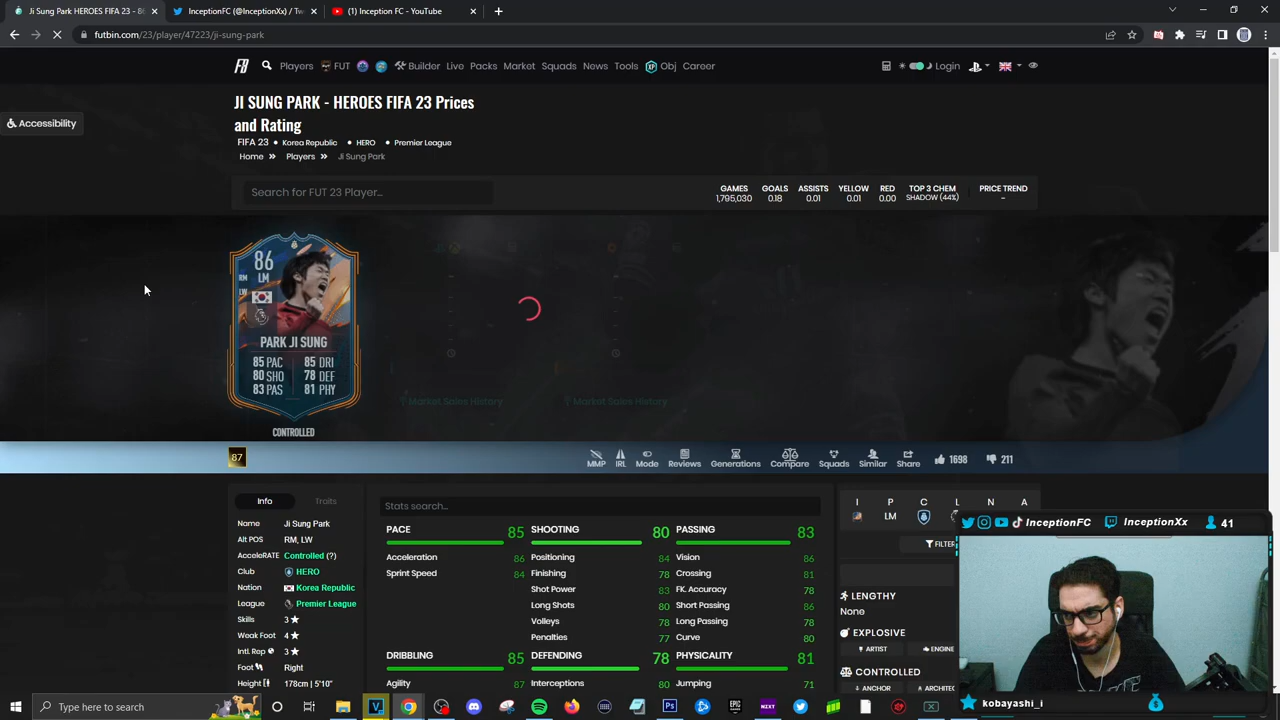 Ji Sung Park HEROES FIFA 23 - 86
InceptionFC (@InceptionXx) / Tw
(1) Inception FC - YouTube
futbin.com/23/player/47223/ji-sung-park
FB Players FUT Builder Live Packs Market Squads News Tools Obj Career Login
JI SUNG PARK - HEROES FIFA 23 Prices
and Rating
FIFA 23 Korea Republic HERO Premier League
Home Players Ji Sung Park
Accessibility
Search for FUT 23 Player...
GAMES GOALS ASSISTS YELLOW RED TOP 3 CHEM PRICE TREND
1,795,030 0.18 0.01 0.01 0.00 SHADOW (44%) -
86
RM LM
LW
PARK JI SUNG
85 PAC 85 DRI
80 SHO 78 DEF
83 PAS 81 PHY
CONTROLLED
Market Sales History Market Sales History
87
MMP IRL Mode Reviews Generations Compare Squads Similar Share 1698 211
Info Traits
Name Ji Sung Park
Alt POS RM, LW
AcceleRATE Controlled (?)
Club HERO
Nation Korea Republic
League Premier League
Skills 3
Weak Foot 4
Intl Rep 3
Foot Right
Height 178cm | 5'10"
Stats search...
PACE 85
Acceleration 86
Sprint Speed 84
SHOOTING 80
Positioning 84
Finishing 78
Shot Power 83
Long Shots 80
Volleys 78
Penalties 77
PASSING 83
Vision 86
Crossing 81
FK. Accuracy 78
Short Passing 86
Long Passing 78
Curve 80
DRIBBLING 85
Agility 87
DEFENDING 78
Interceptions 80
PHYSICALITY 81
Jumping 71
I P C L N A
LM
FILTER
LENGTHY
None
EXPLOSIVE
ARTIST ENGINE
CONTROLLED
ANCHOR
InceptionFC InceptionXx 41
kobayashi_i
Type here to search